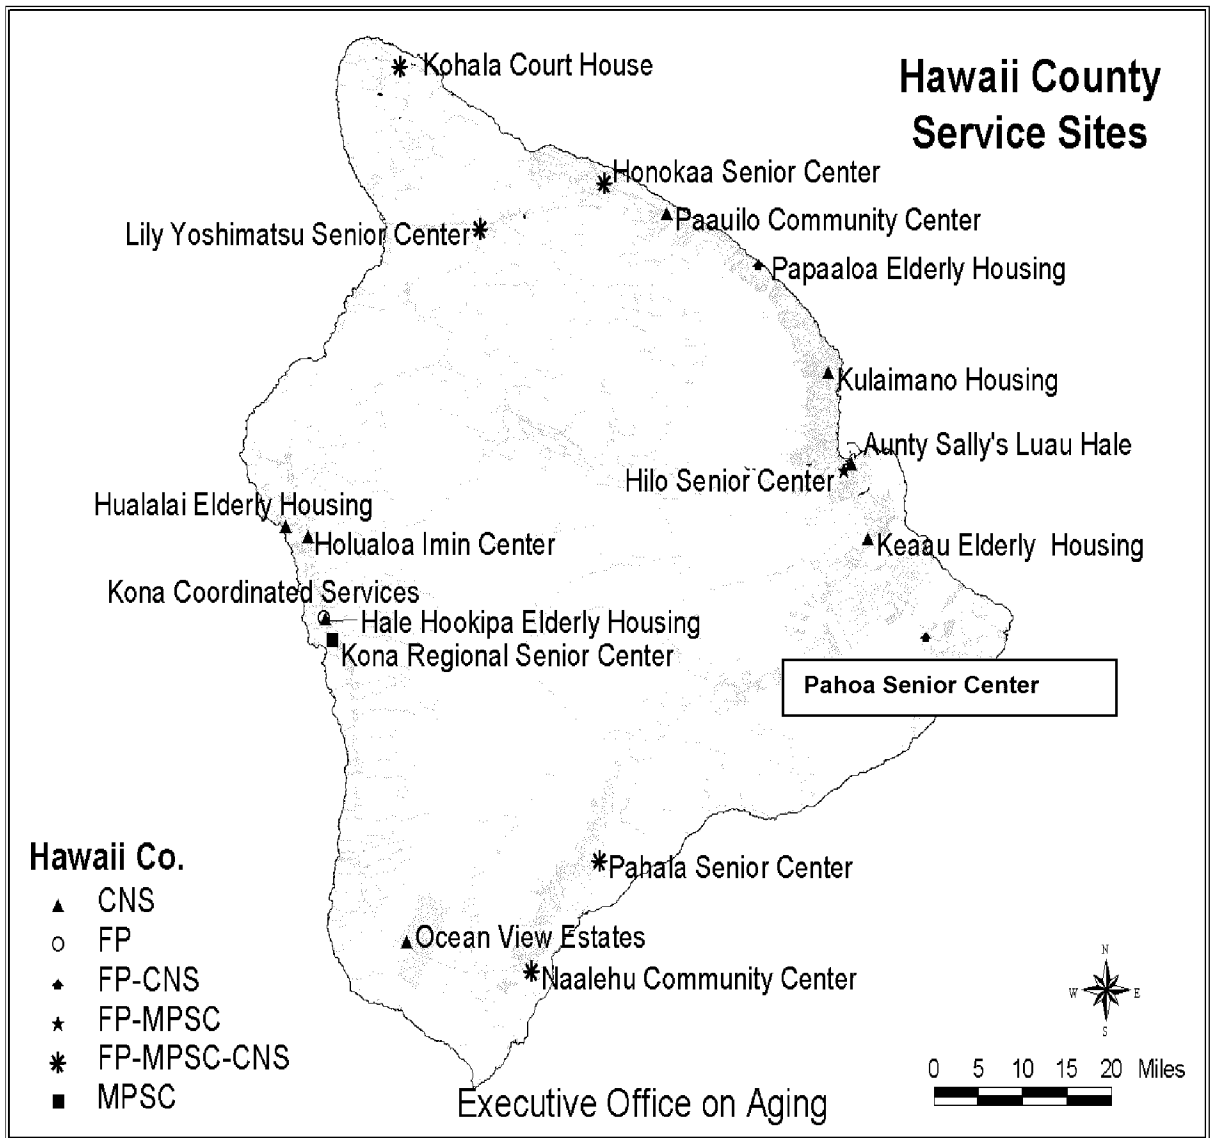 Kohala Court House
Hawaii County
Service Sites
Honokaa Senior Center
Paauilo Community Center
Lily Yoshimatsu Senior Center
Papaaloa Elderly Housing
Kulaimano Housing
Aunty Sally's Luau Hale
Hilo Senior Center
Hualalai Elderly Housing
Holualoa Imin Center
Keaau Elderly Housing
Kona Coordinated Services
Hale Hookipa Elderly Housing
Kona Regional Senior Center
Pahoa Senior Center
Pahala Senior Center
Ocean View Estates
Naalehu Community Center
Hawaii Co.
CNS
FP
FP-CNS
FP-MPSC
FP-MPSC-CNS
MPSC
N
W E
S
0 5 10 15 20 Miles
Executive Office on Aging